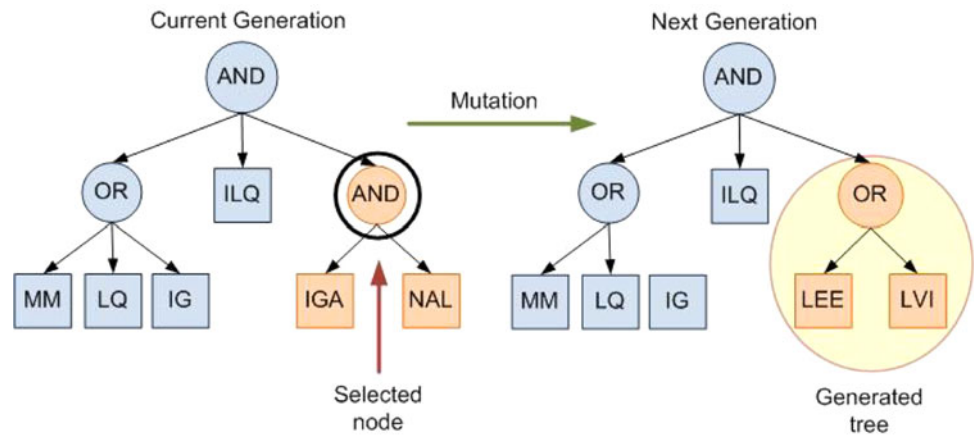 Current Generation
Next Generation
AND
AND
Mutation
OR
ILQ
AND
OR
ILQ
OR
MM
LQ
IG
IGA
NAL
MM
LQ
IG
LEE
LVI
Selected
node
Generated
tree